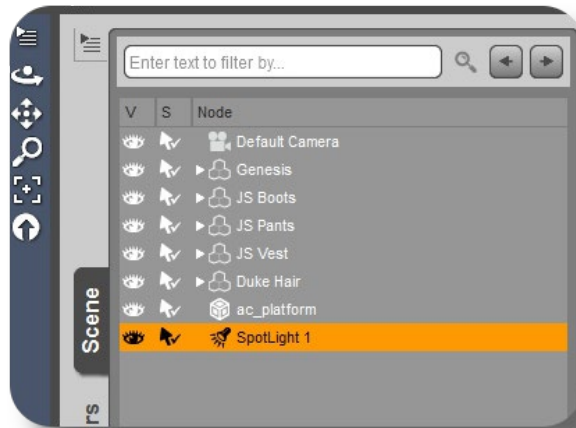 Enter text to filter by...
V S Node
Default Camera
Genesis
JS Boots
JS Pants
JS Vest
Duke Hair
ac_platform
SpotLight 1
Scene
rs